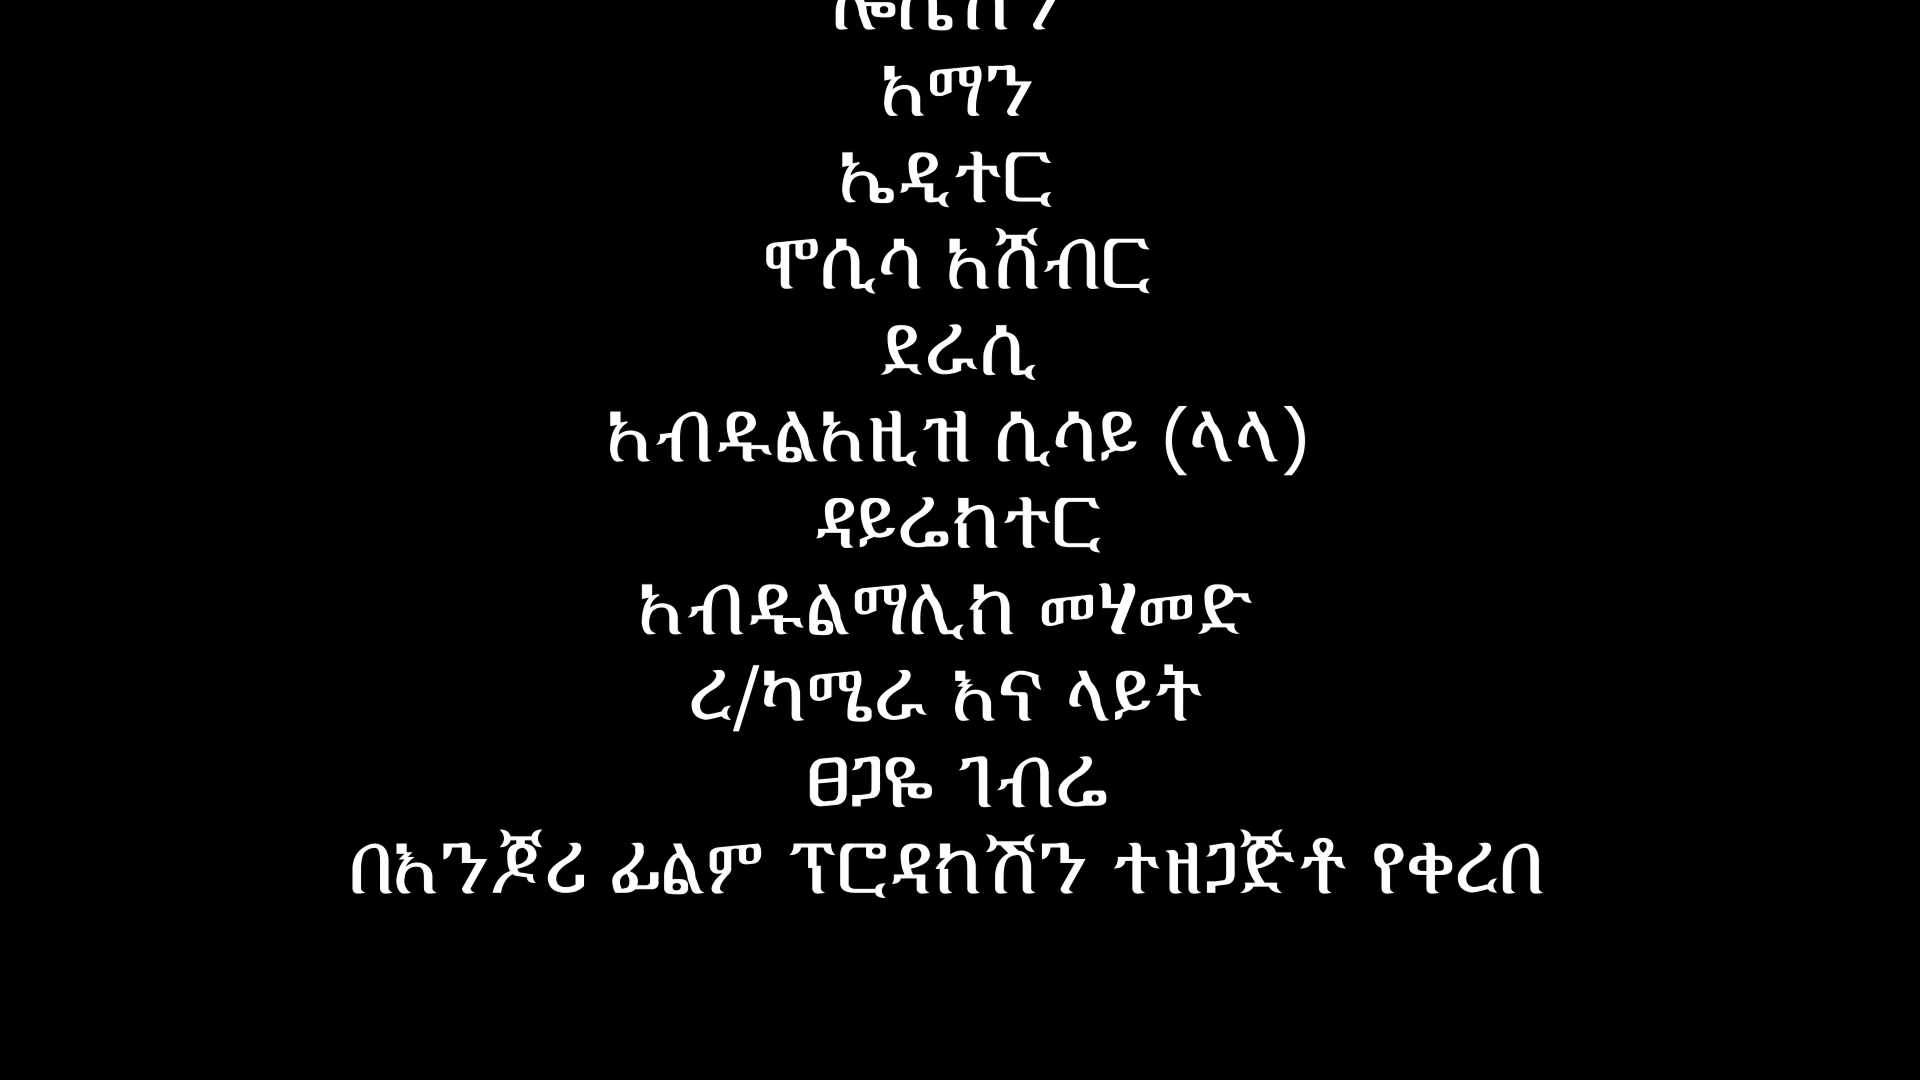 አማን
ኤዲተር
ሞሲሳ አሸብር
ደራሲ
አብዱልአዚዝ ሲሳይ (ላላ)
ዳይሬክተር
አብዱልማሊክ መሃመድ
ረ/ካሜራ እና ላይት
ፀጋዬ ገብሬ
በእንጆሪ ፊልም ፕሮዳክሽን ተዘጋጅቶ የቀረበ